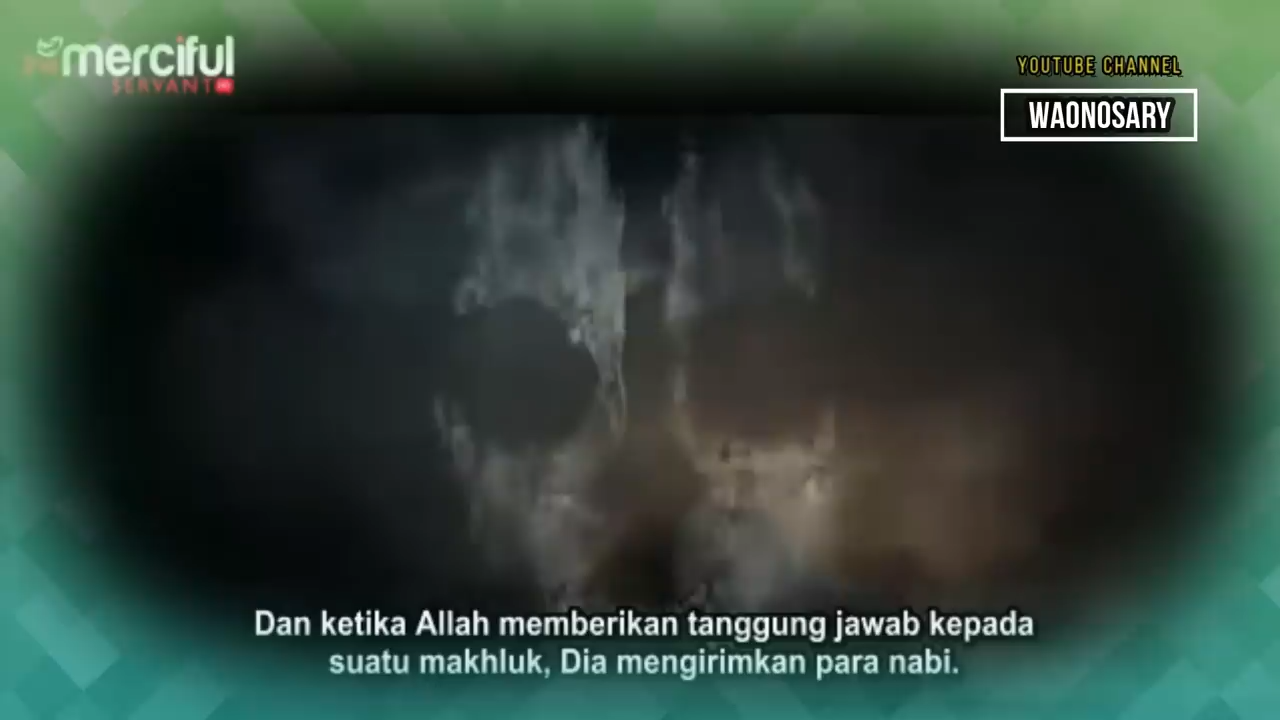 merciful
SERVANT
YOUTUBE CHANNEL
WAONOSARY
Dan ketika Allah memberikan tanggung jawab kepada
suatu makhluk, Dia mengirimkan para nabi.